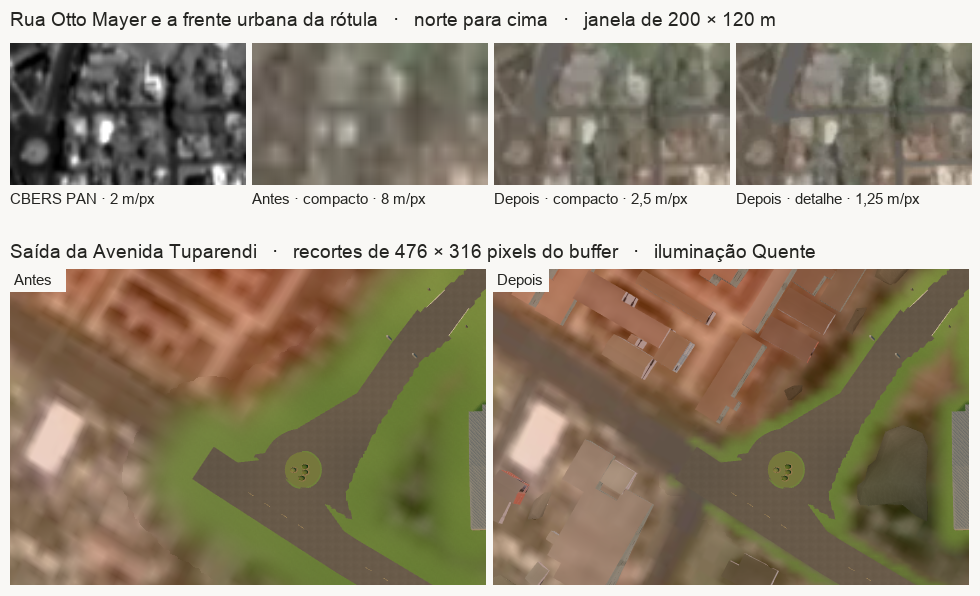 Rua Otto Mayer e a frente urbana da rótula · norte para cima · janela de 200 × 120 m
CBERS PAN · 2 m/px
Antes · compacto · 8 m/px
Depois · compacto · 2,5 m/px
Depois · detalhe · 1,25 m/px
Saída da Avenida Tuparendi · recortes de 476 × 316 pixels do buffer · iluminação Quente
Antes
Depois